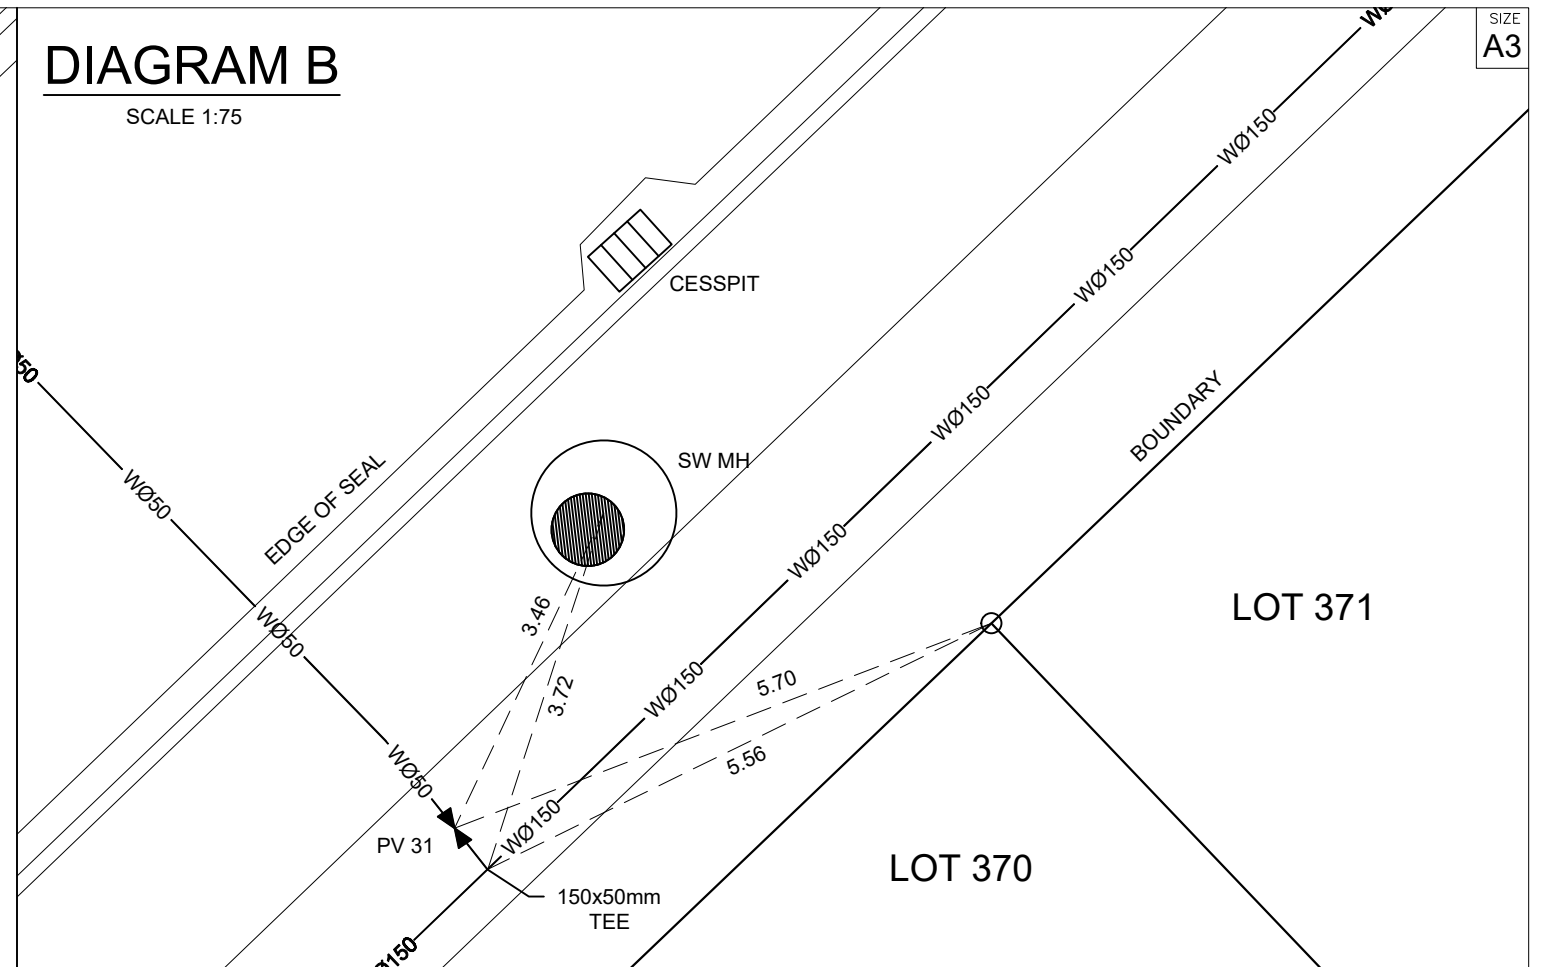 DIAGRAM B
SCALE 1:75
SIZE
A3
WØ150
WØ150
CESSPIT
WØ150
BOUNDARY
WØ50
EDGE OF SEAL
SW MH
WØ150
LOT 371
3.46
WØ50
3.72
WØ150
5.70
5.56
WØ50
WØ150
PV 31
LOT 370
150x50mm
TEE